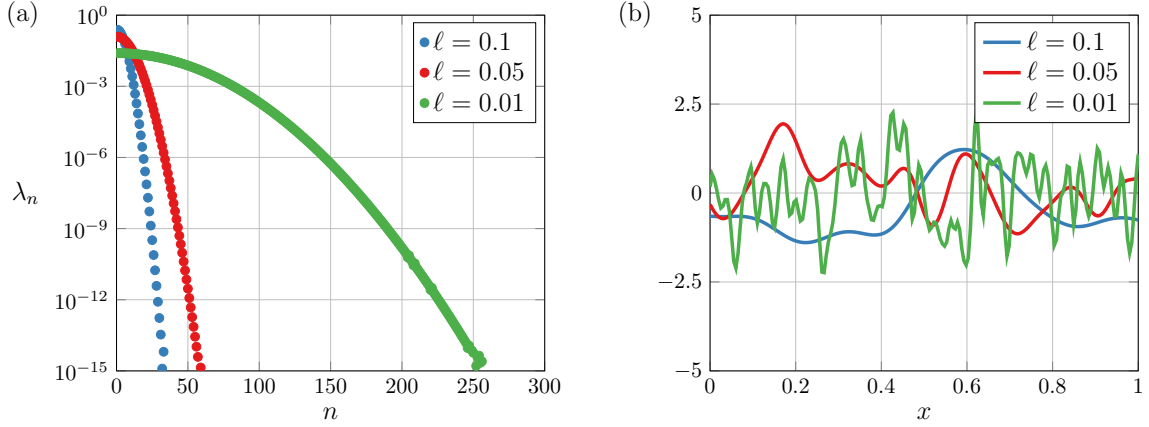 (a)
λ_n
10^0
10^−3
10^−6
10^−9
10^−12
10^−15
0
50
100
150
200
250
300
n
ℓ = 0.1
ℓ = 0.05
ℓ = 0.01
(b)
5
2.5
0
−2.5
−5
0
0.2
0.4
0.6
0.8
1
x
ℓ = 0.1
ℓ = 0.05
ℓ = 0.01